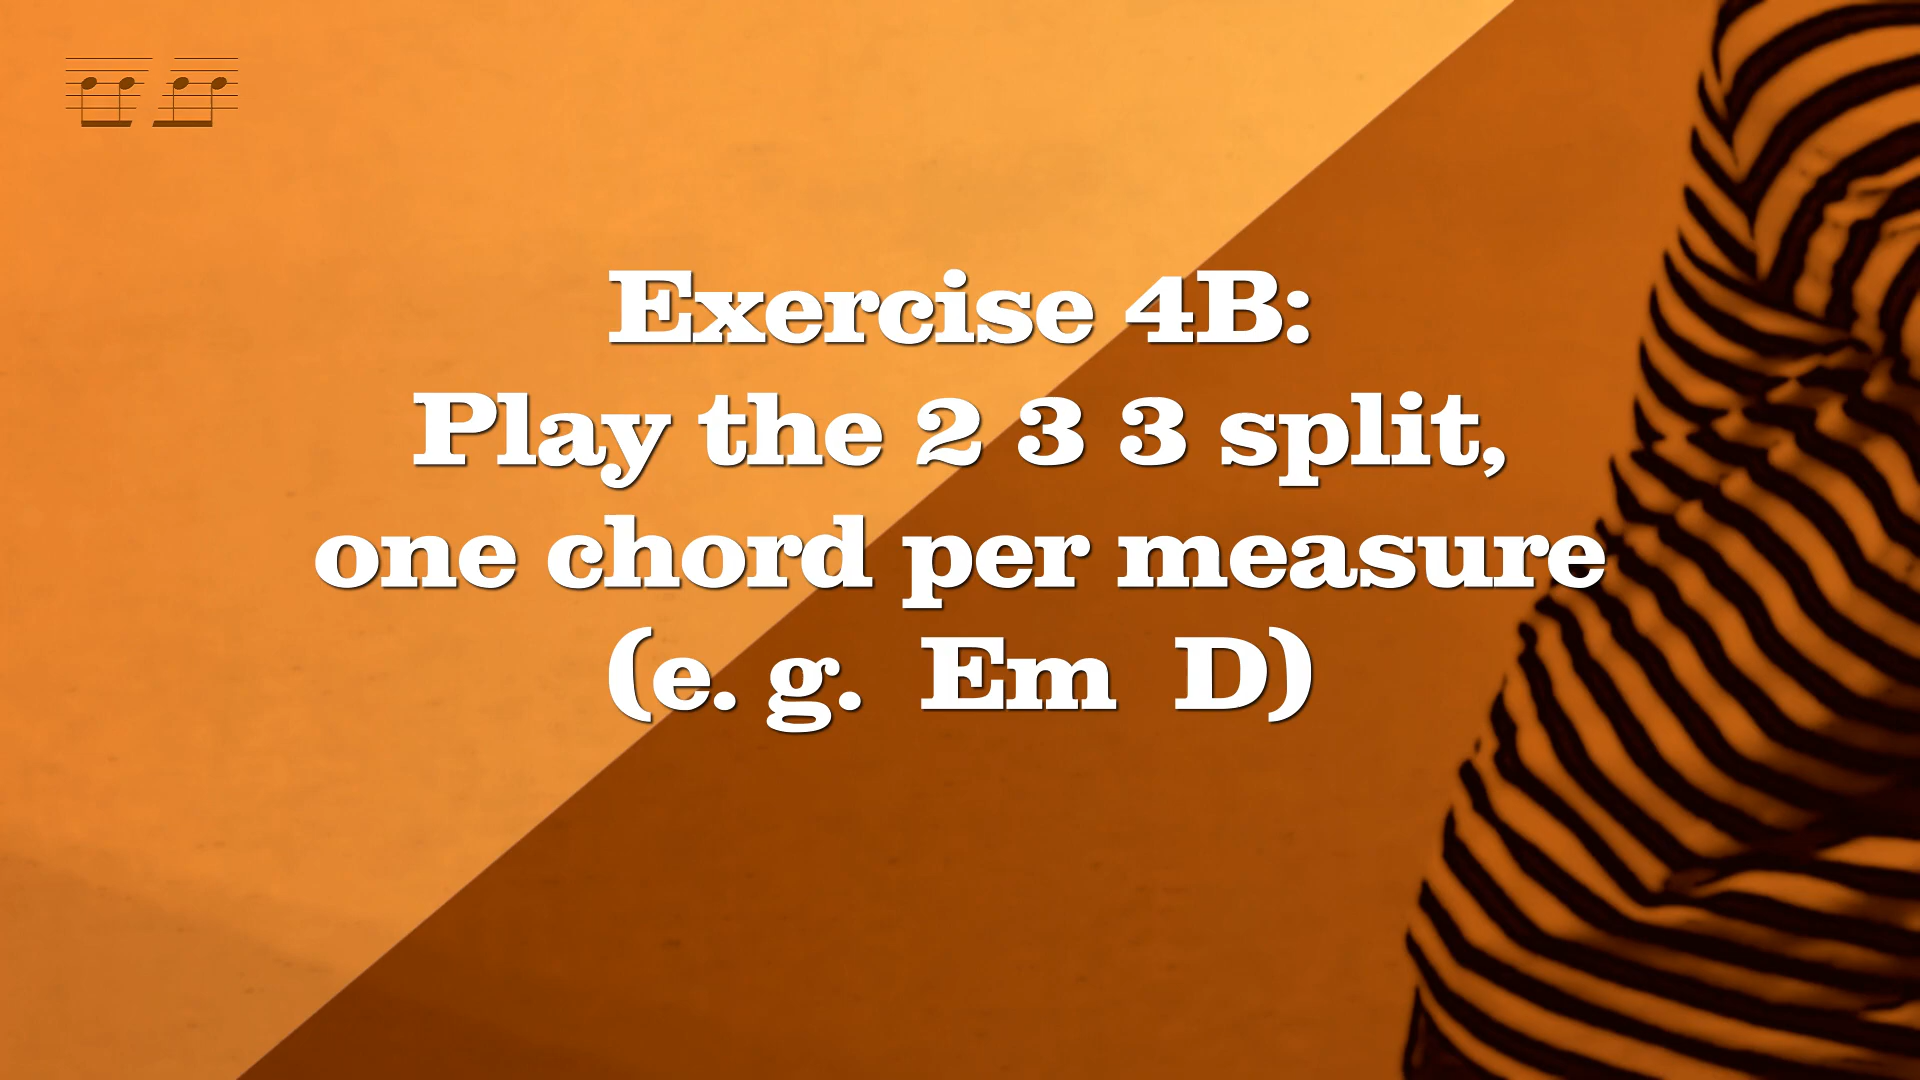 Exercise 4B:
Play the 2 3 3 split,
one chord per measure
(e. g.  Em  D)